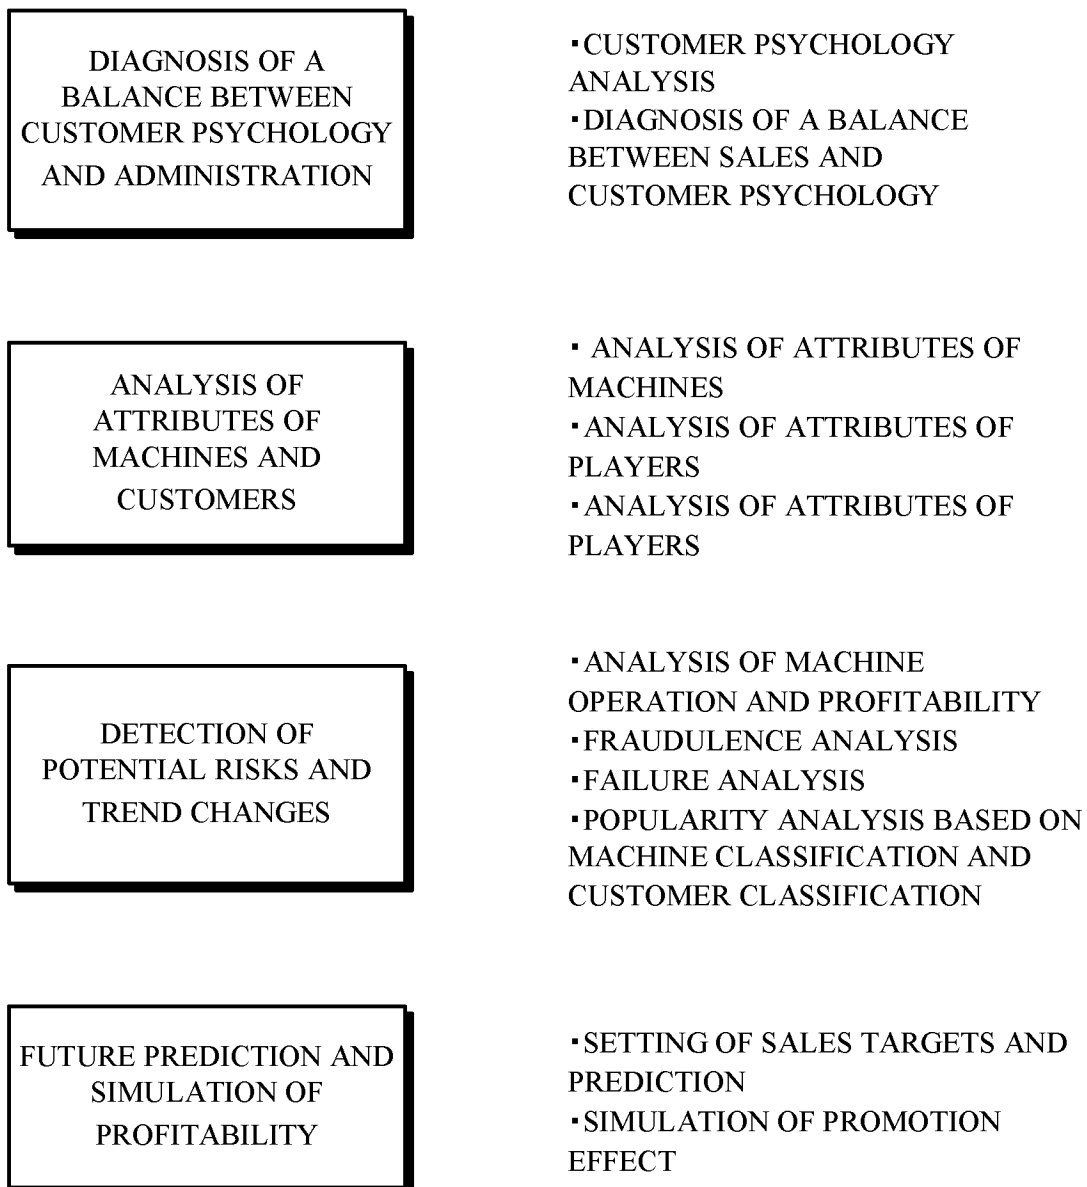 DIAGNOSIS OF A
BALANCE BETWEEN
CUSTOMER PSYCHOLOGY
AND ADMINISTRATION
・CUSTOMER PSYCHOLOGY
ANALYSIS
・DIAGNOSIS OF A BALANCE
BETWEEN SALES AND
CUSTOMER PSYCHOLOGY
ANALYSIS OF
ATTRIBUTES OF
MACHINES AND
CUSTOMERS
・ ANALYSIS OF ATTRIBUTES OF
MACHINES
・ANALYSIS OF ATTRIBUTES OF
PLAYERS
・ANALYSIS OF ATTRIBUTES OF
PLAYERS
DETECTION OF
POTENTIAL RISKS AND
TREND CHANGES
・ANALYSIS OF MACHINE
OPERATION AND PROFITABILITY
・FRAUDULENCE ANALYSIS
・FAILURE ANALYSIS
・POPULARITY ANALYSIS BASED ON
MACHINE CLASSIFICATION AND
CUSTOMER CLASSIFICATION
FUTURE PREDICTION AND
SIMULATION OF
PROFITABILITY
・SETTING OF SALES TARGETS AND
PREDICTION
・SIMULATION OF PROMOTION
EFFECT